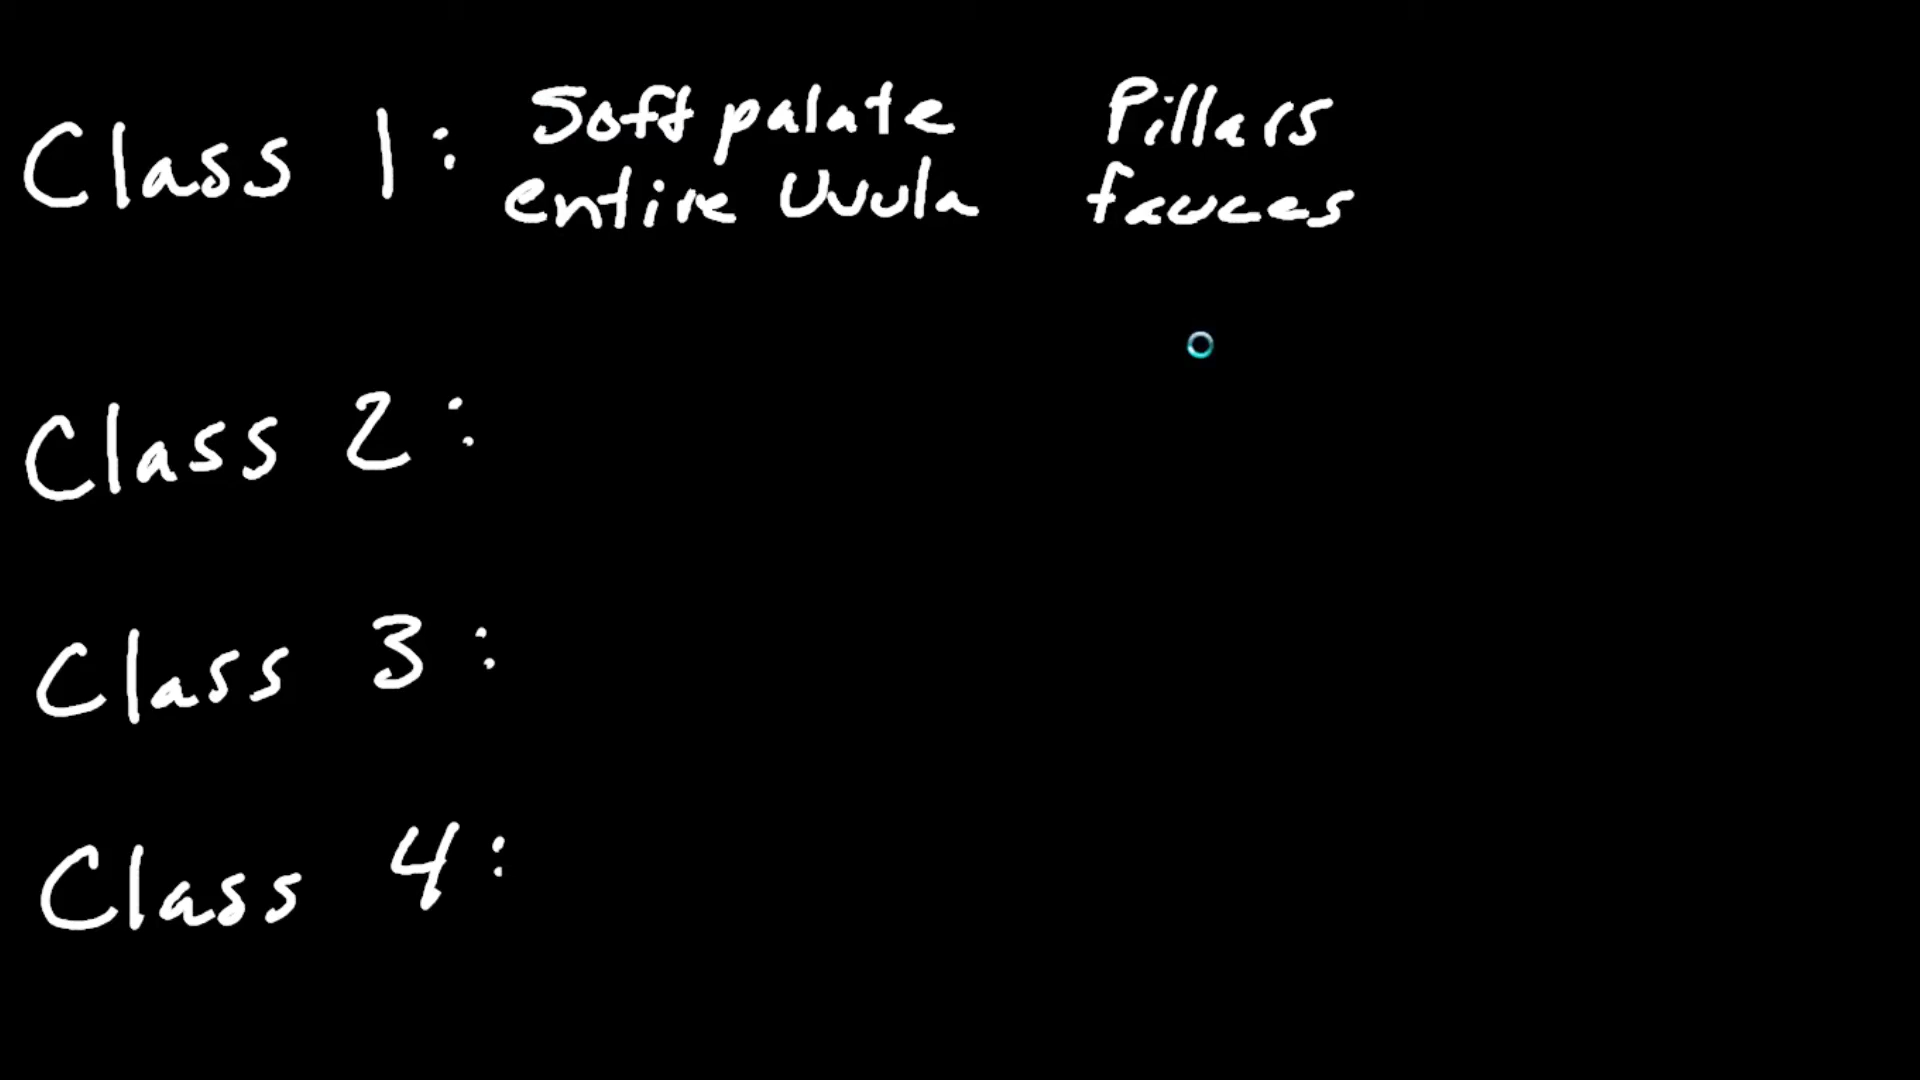 Class 1: Soft palate Pillars
entire Uvula fauces
Class 2:
Class 3:
Class 4: